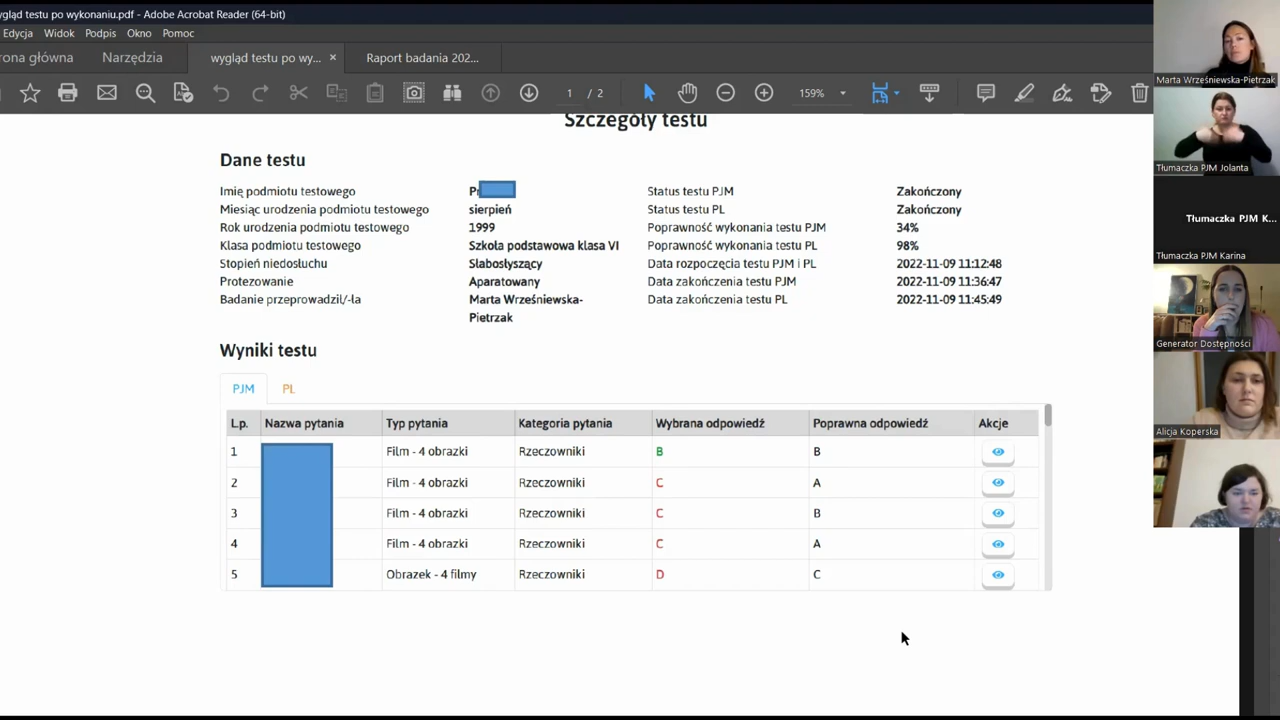 wygląd testu po wykonaniu.pdf - Adobe Acrobat Reader (64-bit)
Edycja Widok Podpis Okno Pomoc
rona główna Narzędzia wygląd testu po wy... × Raport badania 202...
1 / 2 159%
Szczegóły testu
Dane testu
Imię podmiotu testowego Pr Status testu PJM Zakończony
Miesiąc urodzenia podmiotu testowego sierpień Status testu PL Zakończony
Rok urodzenia podmiotu testowego 1999 Poprawność wykonania testu PJM 34%
Klasa podmiotu testowego Szkoła podstawowa klasa VI Poprawność wykonania testu PL 98%
Stopień niedosłuchu Słabosłyszący Data rozpoczęcia testu PJM i PL 2022-11-09 11:12:48
Protezowanie Aparatowany Data zakończenia testu PJM 2022-11-09 11:36:47
Badanie przeprowadził/-ła Marta Wrześniewska- Data zakończenia testu PL 2022-11-09 11:45:49
Pietrzak
Wyniki testu
PJM PL
L.p. Nazwa pytania Typ pytania Kategoria pytania Wybrana odpowiedź Poprawna odpowiedź Akcje
1 Film - 4 obrazki Rzeczowniki B B
2 Film - 4 obrazki Rzeczowniki C A
3 Film - 4 obrazki Rzeczowniki C B
4 Film - 4 obrazki Rzeczowniki C A
5 Obrazek - 4 filmy Rzeczowniki D C
Marta Wrześniewska-Pietrzak
Tłumaczka PJM Jolanta
Tłumaczka PJM K...
Tłumaczka PJM Karina
Generator Dostępności
Alicja Koperska